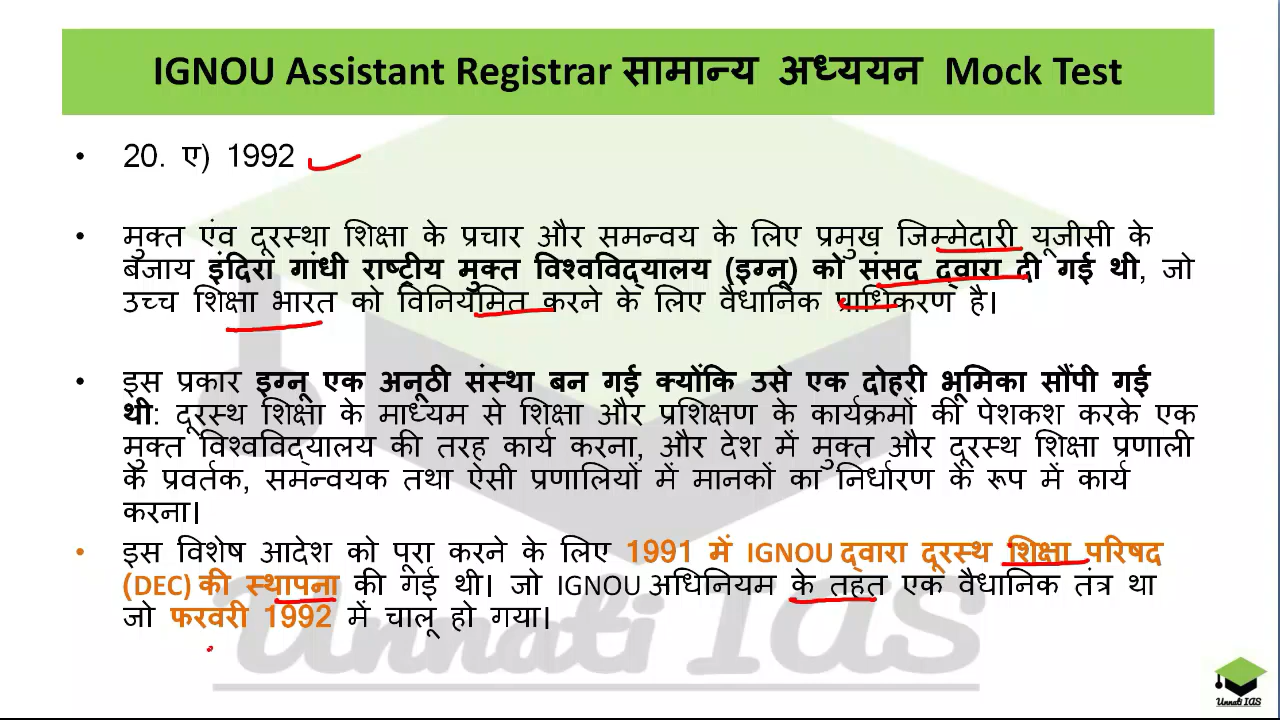 IGNOU Assistant Registrar सामान्य अध्ययन Mock Test
• 20. ए) 1992
• मुक्त एंव दूरस्था शिक्षा के प्रचार और समन्वय के लिए प्रमुख जिम्मेदारी यूजीसी के
बजाय इंदिरा गांधी राष्ट्रीय मुक्त विश्वविद्यालय (इग्नू) को संसद द्वारा दी गई थी, जो
उच्च शिक्षा भारत को विनियमित करने के लिए वैधानिक प्राधिकरण है।
• इस प्रकार इग्नू एक अनूठी संस्था बन गई क्योंकि उसे एक दोहरी भूमिका सौंपी गई
थी: दूरस्थ शिक्षा के माध्यम से शिक्षा और प्रशिक्षण के कार्यक्रमों की पेशकश करके एक
मुक्त विश्वविद्यालय की तरह कार्य करना, और देश में मुक्त और दूरस्थ शिक्षा प्रणाली
के प्रवर्तक, समन्वयक तथा ऐसी प्रणालियों में मानकों का निर्धारण के रूप में कार्य
करना।
• इस विशेष आदेश को पूरा करने के लिए 1991 में IGNOU द्वारा दूरस्थ शिक्षा परिषद
(DEC) की स्थापना की गई थी। जो IGNOU अधिनियम के तहत एक वैधानिक तंत्र था
जो फरवरी 1992 में चालू हो गया।
Unnati IAS
Unnati IAS